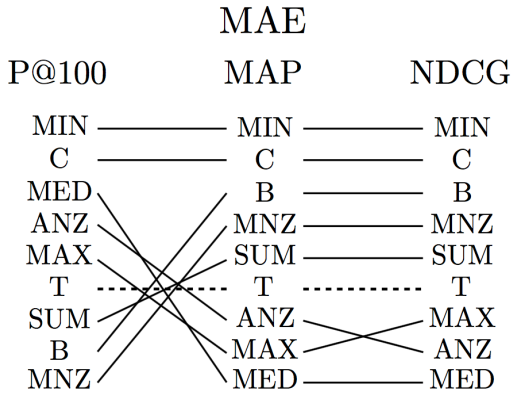 MAE
P@100 MAP NDCG
MIN MIN MIN
C C C
MED B B
ANZ MNZ MNZ
MAX SUM SUM
T T T
SUM ANZ MAX
B MAX ANZ
MNZ MED MED